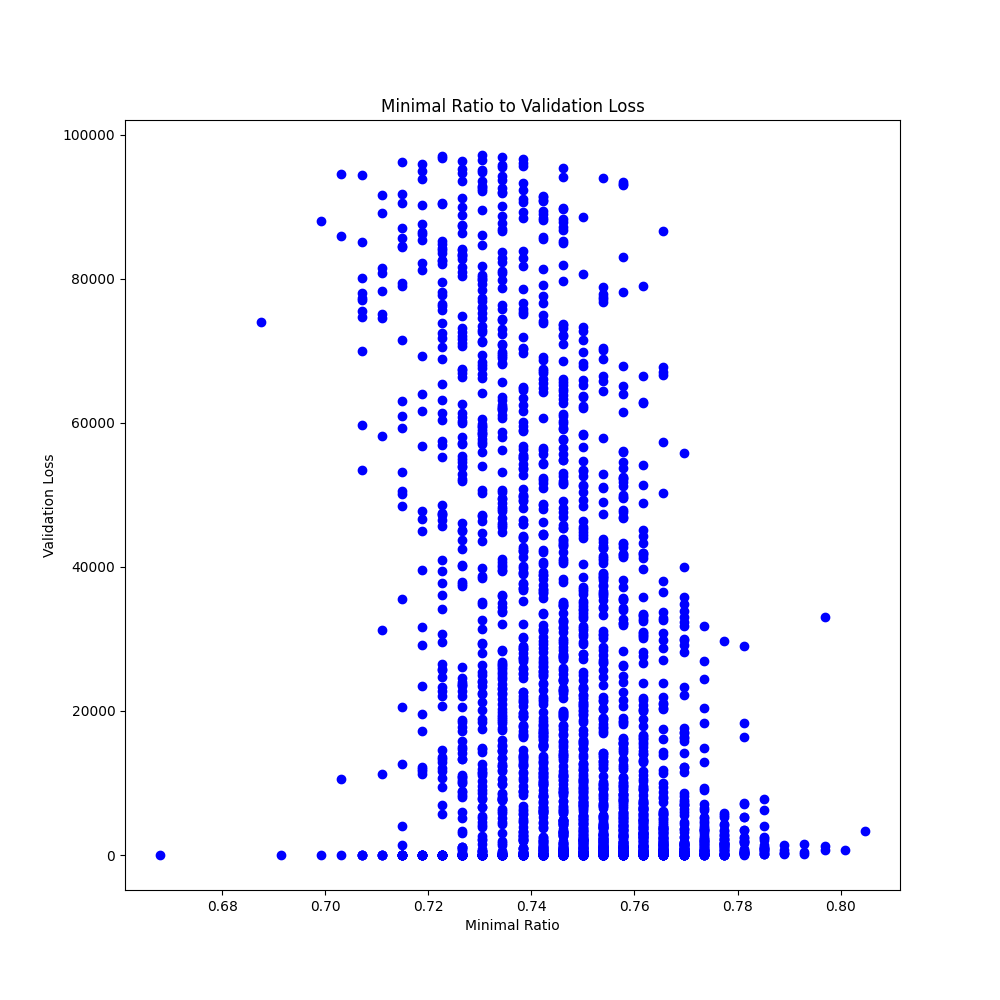 Minimal Ratio to Validation Loss
100000
80000
60000
40000
20000
0
Validation Loss
0.68 0.70 0.72 0.74 0.76 0.78 0.80
Minimal Ratio